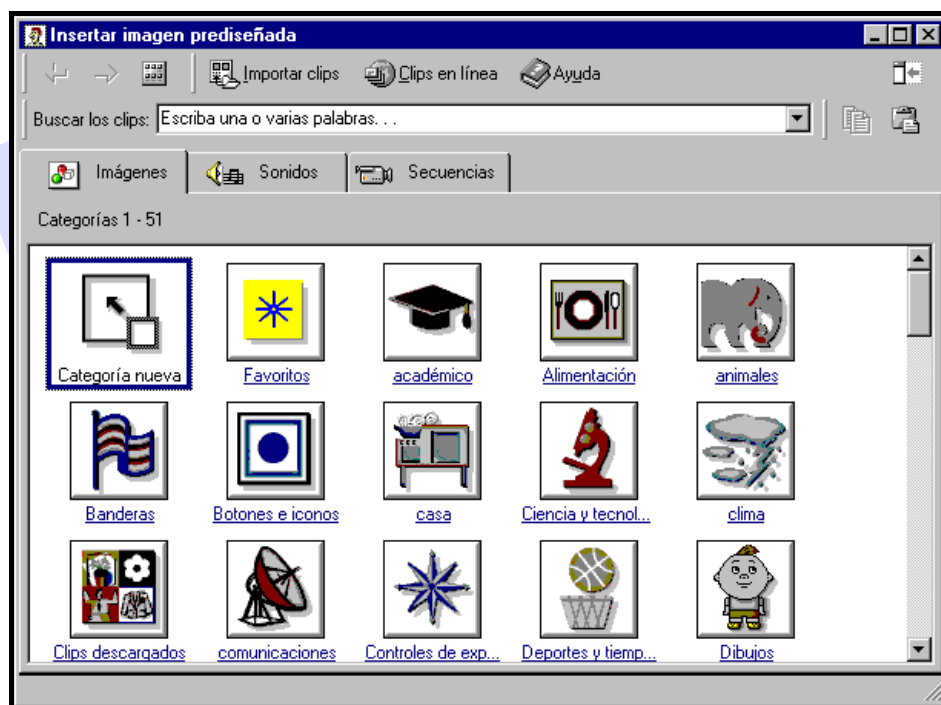 Insertar imagen prediseñada
Importar clips Clips en línea Ayuda
Buscar los clips: Escriba una o varias palabras. . .
Imágenes Sonidos Secuencias
Categorías 1 - 51
Categoría nueva Favoritos académico Alimentación animales
Banderas Botones e iconos casa Ciencia y tecnol... clima
Clips descargados comunicaciones Controles de exp... Deportes y tiemp... Dibujos